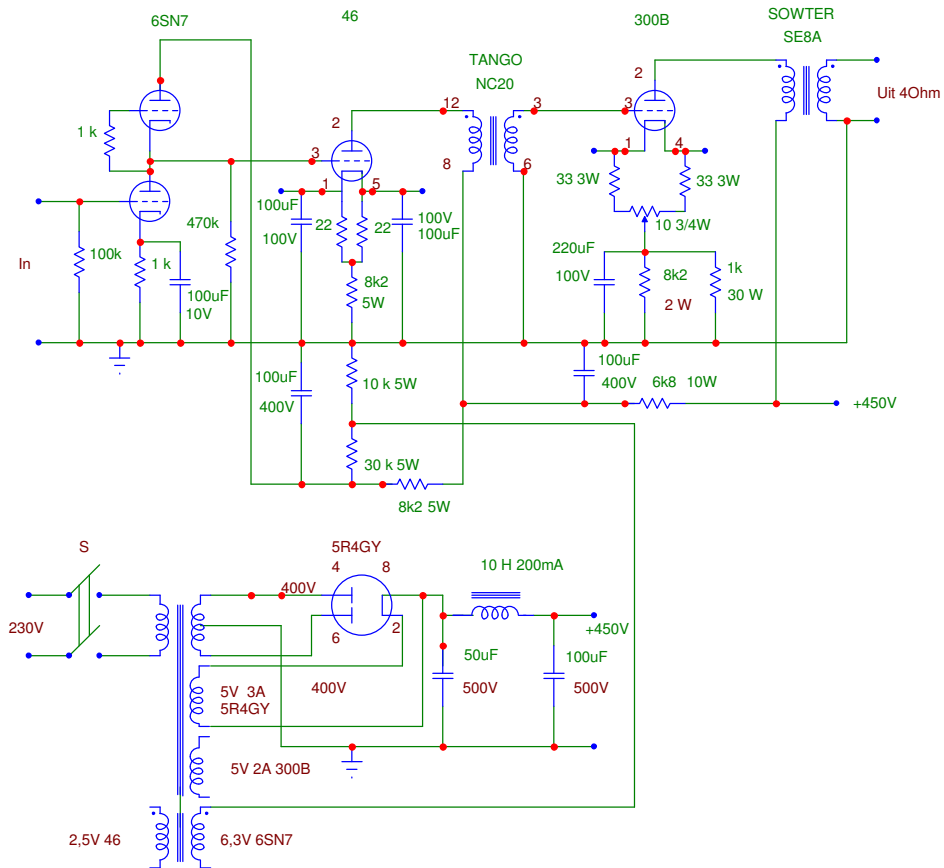 6SN7
46
300B
SOWTER
SE8A
TANGO
NC20
2
2
12
3
3
Uit 4Ohm
1 k
3
8
6
1
5
1
4
33 3W
33 3W
10 3/4W
100uF
100V
22
22
100V
100uF
470k
100k
In
1 k
100uF
10V
8k2
5W
220uF
100V
8k2
2 W
1k
30 W
100uF
400V
10 k 5W
100uF
400V
6k8 10W
+450V
30 k 5W
8k2 5W
S
5R4GY
4
8
10 H 200mA
400V
230V
6
2
+450V
50uF
500V
100uF
500V
5V 3A
5R4GY
400V
5V 2A 300B
2,5V 46
6,3V 6SN7